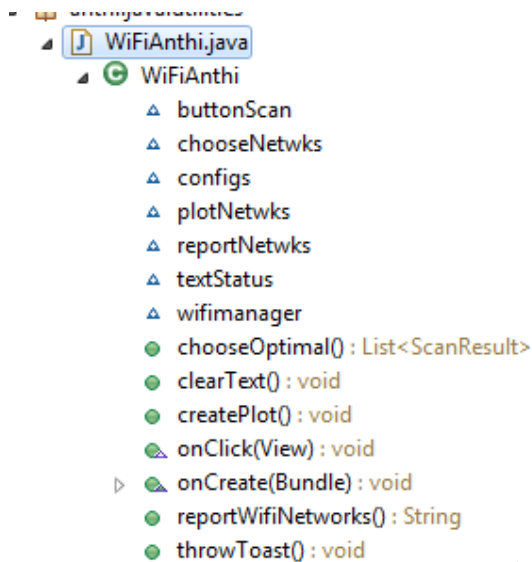 WiFiAnthi.java
WiFiAnthi
buttonScan
chooseNetwks
configs
plotNetwks
reportNetwks
textStatus
wifimanager
chooseOptimal() : List<ScanResult>
clearText() : void
createPlot() : void
onClick(View) : void
onCreate(Bundle) : void
reportWifiNetworks() : String
throwToast() : void